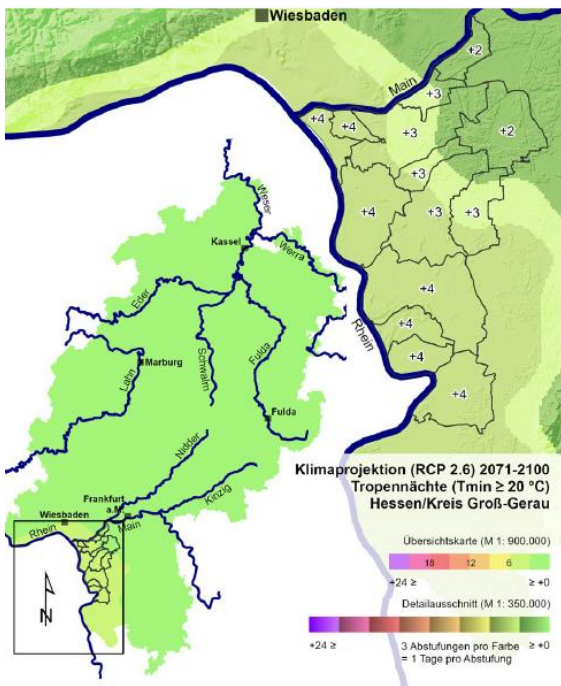 Wiesbaden
+2
Main
+3
+4
+4
+3
+2
+3
+4
+3
+3
Weser
Kassel
Werra
Eder
+4
Rhein
+4
+4
+4
Schwalm
Fulda
Lahn
Marburg
Fulda
Nidder
Kinzig
Frankfurt
a.M.
Wiesbaden
Main
Rhein
N
Klimaprojektion (RCP 2.6) 2071-2100
Tropennächte (Tmin ≥ 20 °C)
Hessen/Kreis Groß-Gerau
Übersichtskarte (M 1: 900.000)
18 12 6
+24 ≥ ≥ +0
Detailausschnitt (M 1: 350.000)
+24 ≥ 3 Abstufungen pro Farbe ≥ +0
= 1 Tage pro Abstufung